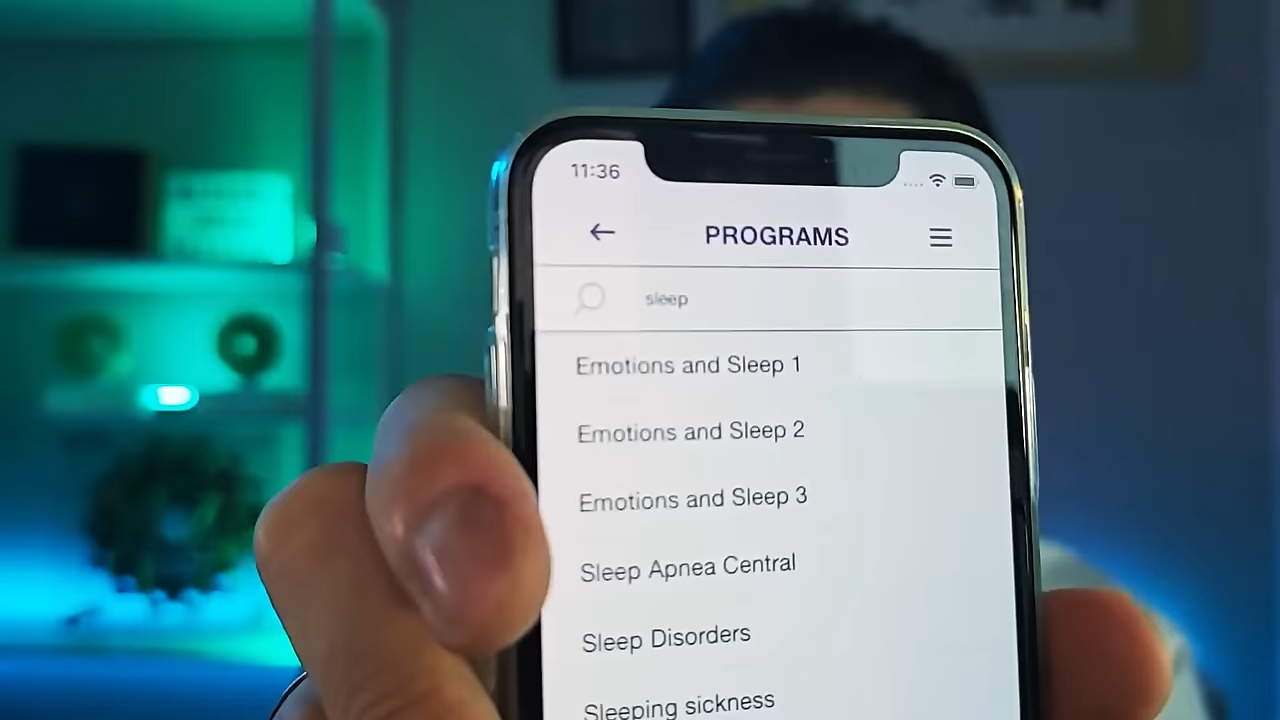 11:36
PROGRAMS
sleep
Emotions and Sleep 1
Emotions and Sleep 2
Emotions and Sleep 3
Sleep Apnea Central
Sleep Disorders
Sleeping sickness